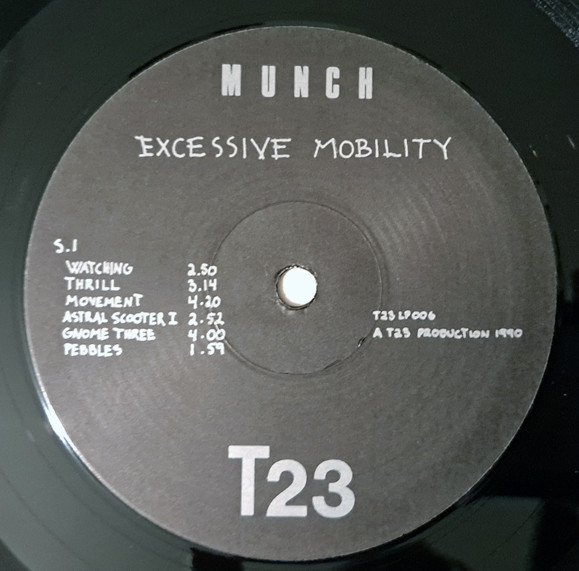 MUNCH
EXCESSIVE MOBILITY
S.I
WATCHING 2.50
THRILL 3.14
MOVEMENT 4.20
ASTRAL SCOOTER I 2.52
GNOME THREE 4.00
PEBBLES 1.59
T23 LP006
A T23 PRODUCTION 1990
T23